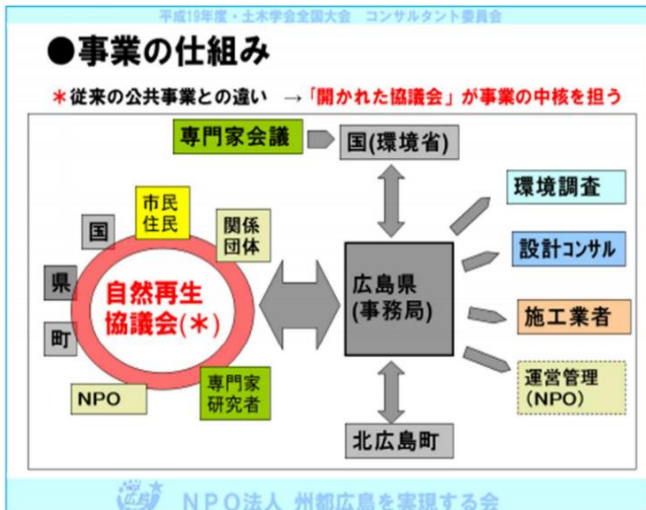 平成19年度・土木学会全国大会 コンサルタント委員会
●事業の仕組み
*従来の公共事業との違い →「開かれた協議会」が事業の中核を担う
専門家会議
国(環境省)
環境調査
市民
住民
国
関係
団体
設計コンサル
県
自然再生
協議会(*)
広島県
(事務局)
施工業者
町
NPO
専門家
研究者
運営管理
(NPO)
北広島町
NPO法人 州都広島を実現する会